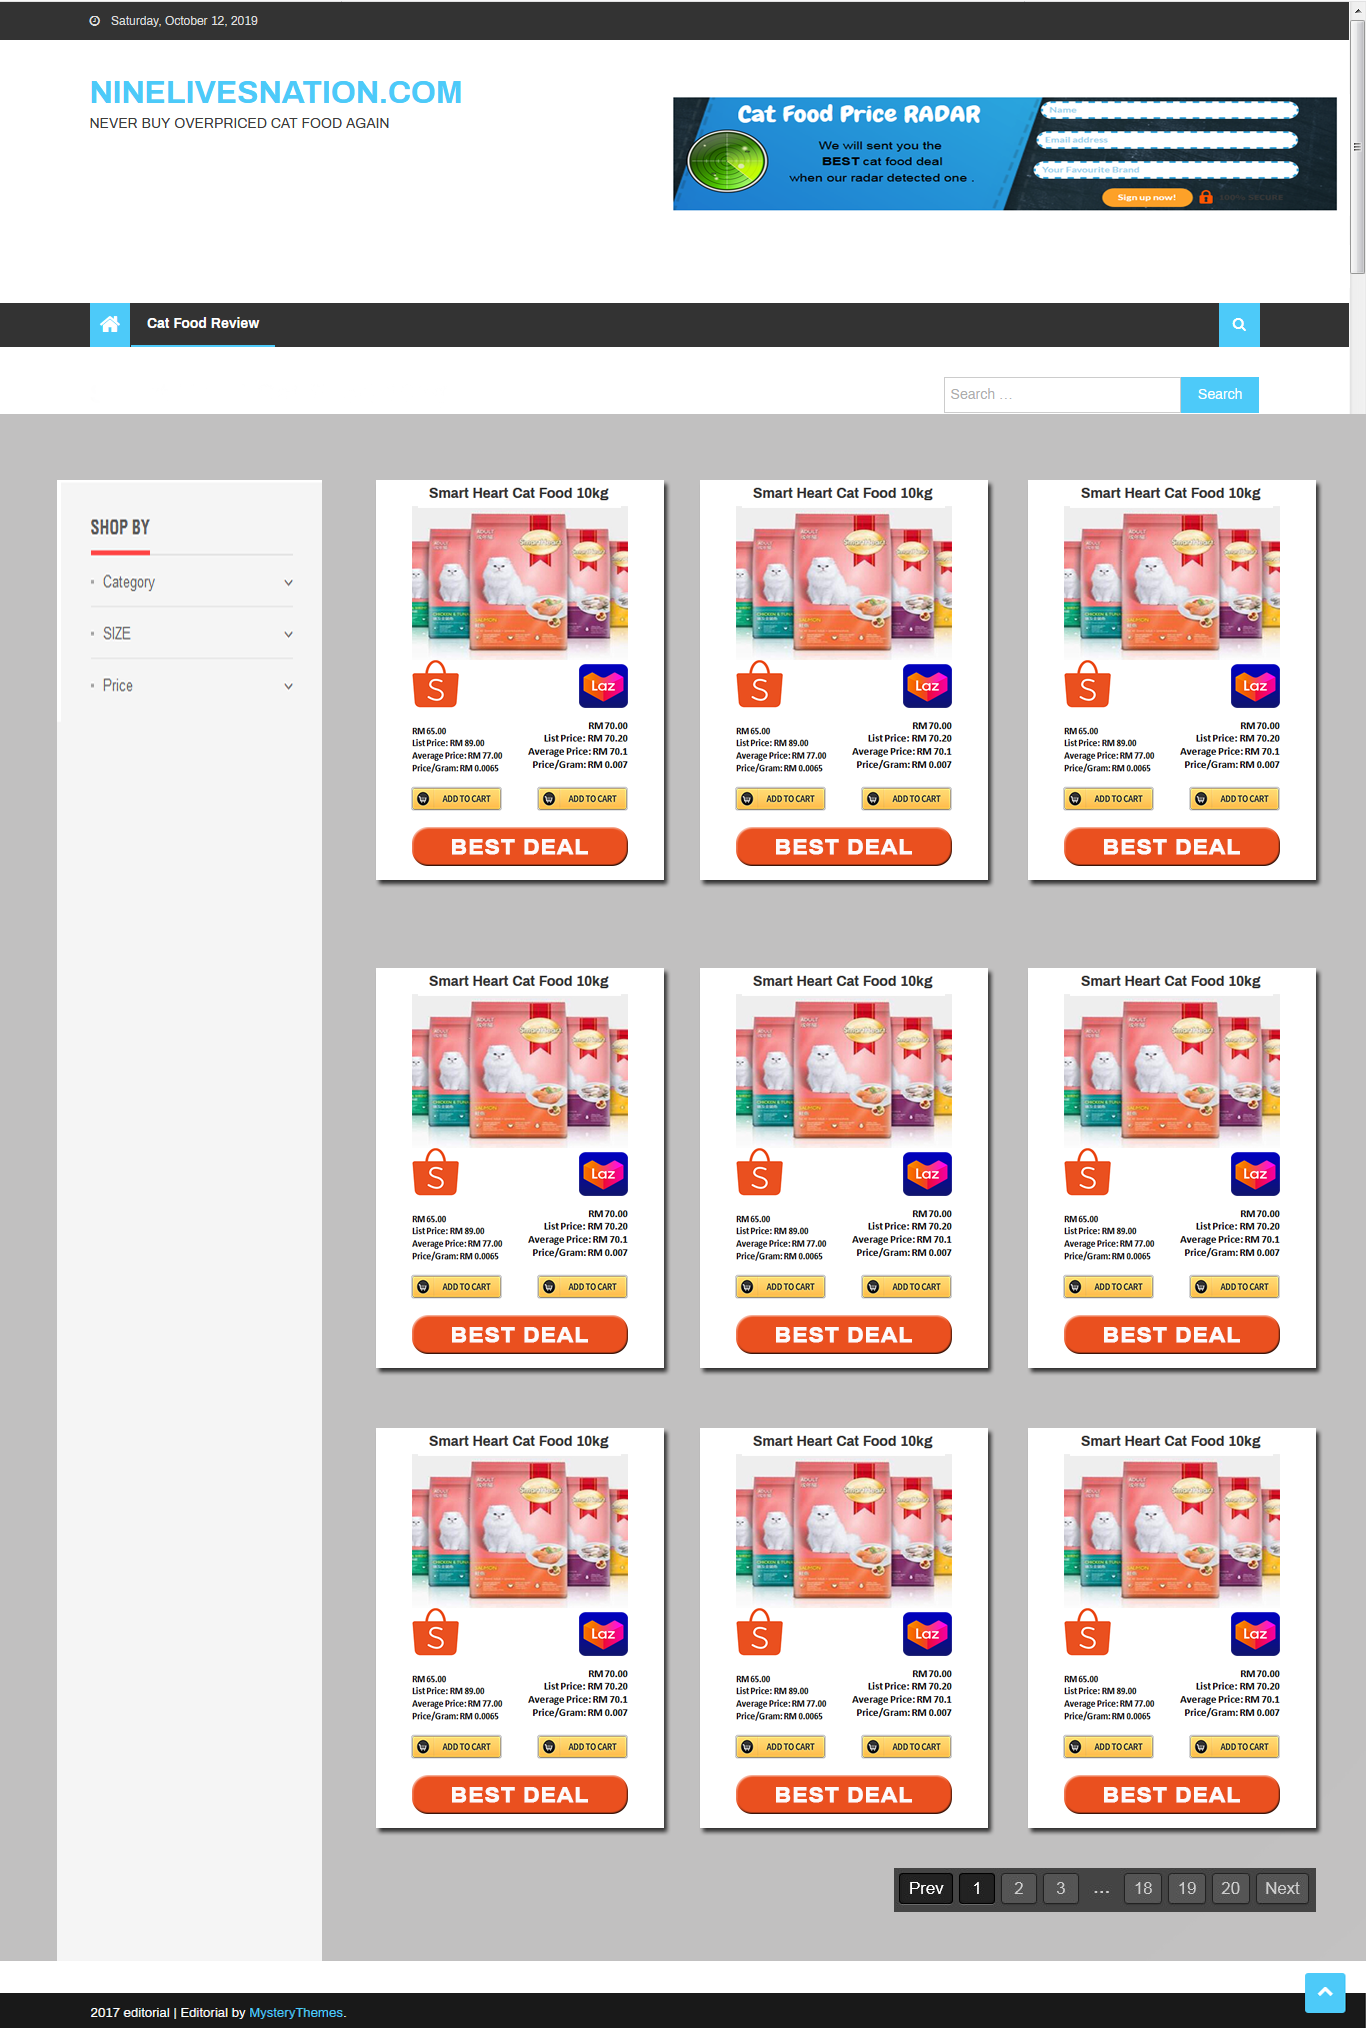 Saturday, October 12, 2019
NINELIVESNATION.COM
NEVER BUY OVERPRICED CAT FOOD AGAIN
Cat Food Price RADAR
We will sent you the
BEST cat food deal
when our radar detected one .
Name
Email address
Your Favourite Brand
Sign up now!
100% SECURE
Cat Food Review
Search ...
Search
SHOP BY
Category
SIZE
Price
Smart Heart Cat Food 10kg
SmartHeart
S
Laz
RM 65.00
List Price: RM 89.00
Average Price: RM 77.00
Price/Gram: RM 0.0065
RM 70.00
List Price: RM 70.20
Average Price: RM 70.1
Price/Gram: RM 0.007
ADD TO CART
ADD TO CART
BEST DEAL
Smart Heart Cat Food 10kg
SmartHeart
S
Laz
RM 65.00
List Price: RM 89.00
Average Price: RM 77.00
Price/Gram: RM 0.0065
RM 70.00
List Price: RM 70.20
Average Price: RM 70.1
Price/Gram: RM 0.007
ADD TO CART
ADD TO CART
BEST DEAL
Smart Heart Cat Food 10kg
SmartHeart
S
Laz
RM 65.00
List Price: RM 89.00
Average Price: RM 77.00
Price/Gram: RM 0.0065
RM 70.00
List Price: RM 70.20
Average Price: RM 70.1
Price/Gram: RM 0.007
ADD TO CART
ADD TO CART
BEST DEAL
Smart Heart Cat Food 10kg
SmartHeart
S
Laz
RM 65.00
List Price: RM 89.00
Average Price: RM 77.00
Price/Gram: RM 0.0065
RM 70.00
List Price: RM 70.20
Average Price: RM 70.1
Price/Gram: RM 0.007
ADD TO CART
ADD TO CART
BEST DEAL
Smart Heart Cat Food 10kg
SmartHeart
S
Laz
RM 65.00
List Price: RM 89.00
Average Price: RM 77.00
Price/Gram: RM 0.0065
RM 70.00
List Price: RM 70.20
Average Price: RM 70.1
Price/Gram: RM 0.007
ADD TO CART
ADD TO CART
BEST DEAL
Smart Heart Cat Food 10kg
SmartHeart
S
Laz
RM 65.00
List Price: RM 89.00
Average Price: RM 77.00
Price/Gram: RM 0.0065
RM 70.00
List Price: RM 70.20
Average Price: RM 70.1
Price/Gram: RM 0.007
ADD TO CART
ADD TO CART
BEST DEAL
Smart Heart Cat Food 10kg
SmartHeart
S
Laz
RM 65.00
List Price: RM 89.00
Average Price: RM 77.00
Price/Gram: RM 0.0065
RM 70.00
List Price: RM 70.20
Average Price: RM 70.1
Price/Gram: RM 0.007
ADD TO CART
ADD TO CART
BEST DEAL
Smart Heart Cat Food 10kg
SmartHeart
S
Laz
RM 65.00
List Price: RM 89.00
Average Price: RM 77.00
Price/Gram: RM 0.0065
RM 70.00
List Price: RM 70.20
Average Price: RM 70.1
Price/Gram: RM 0.007
ADD TO CART
ADD TO CART
BEST DEAL
Smart Heart Cat Food 10kg
SmartHeart
S
Laz
RM 65.00
List Price: RM 89.00
Average Price: RM 77.00
Price/Gram: RM 0.0065
RM 70.00
List Price: RM 70.20
Average Price: RM 70.1
Price/Gram: RM 0.007
ADD TO CART
ADD TO CART
BEST DEAL
Prev 1 2 3 ... 18 19 20 Next
2017 editorial | Editorial by MysteryThemes.